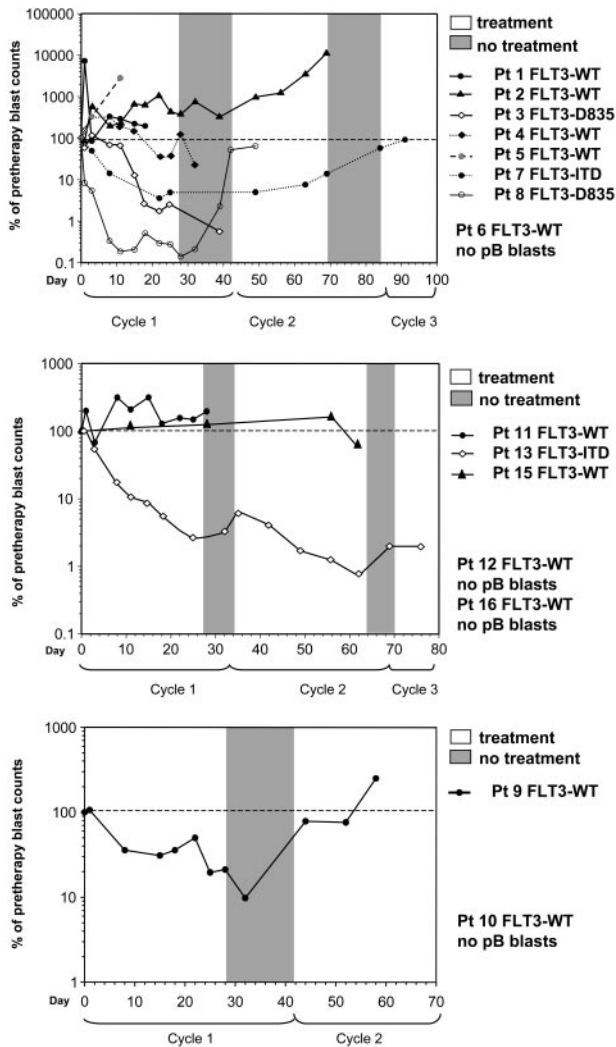 100000
10000
1000
100
10
1
0.1
% of pretherapy blast counts
Day
0 10 20 30 40 50 60 70 80 90 100
Cycle 1 Cycle 2 Cycle 3
treatment
no treatment
Pt 1 FLT3-WT
Pt 2 FLT3-WT
Pt 3 FLT3-D835
Pt 4 FLT3-WT
Pt 5 FLT3-WT
Pt 7 FLT3-ITD
Pt 8 FLT3-D835
Pt 6 FLT3-WT
no pB blasts
1000
100
10
1
0.1
% of pretherapy blast counts
Day
0 10 20 30 40 50 60 70 80
Cycle 1 Cycle 2 Cycle 3
treatment
no treatment
Pt 11 FLT3-WT
Pt 13 FLT3-ITD
Pt 15 FLT3-WT
Pt 12 FLT3-WT
no pB blasts
Pt 16 FLT3-WT
no pB blasts
1000
100
10
1
% of pretherapy blast counts
Day
0 10 20 30 40 50 60 70
Cycle 1 Cycle 2
treatment
no treatment
Pt 9 FLT3-WT
Pt 10 FLT3-WT
no pB blasts